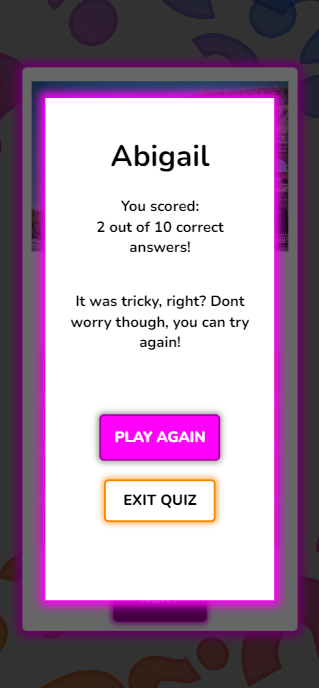 Abigail
You scored:
2 out of 10 correct
answers!
It was tricky, right? Dont
worry though, you can try
again!
PLAY AGAIN
EXIT QUIZ